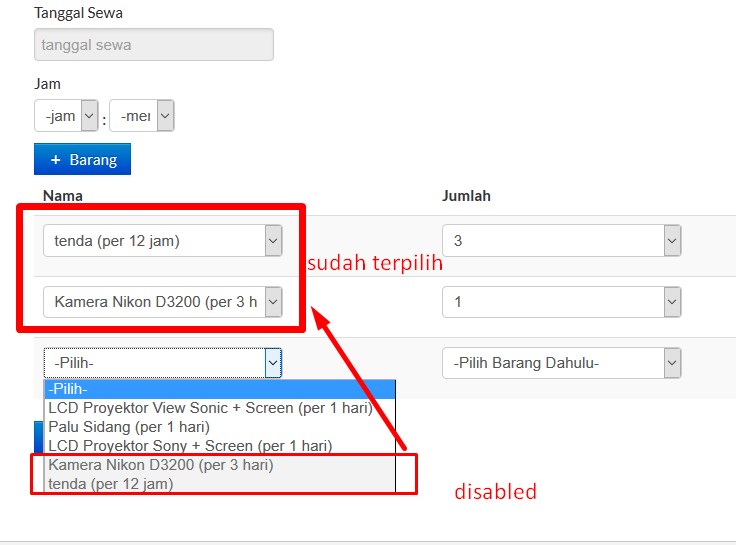 Tanggal Sewa
tanggal sewa
Jam
-jam : -mer
+ Barang
Nama Jumlah
tenda (per 12 jam) 3
sudah terpilih
Kamera Nikon D3200 (per 3 h 1
-Pilih- -Pilih Barang Dahulu-
-Pilih-
LCD Proyektor View Sonic + Screen (per 1 hari)
Palu Sidang (per 1 hari)
LCD Proyektor Sony + Screen (per 1 hari)
Kamera Nikon D3200 (per 3 hari)
tenda (per 12 jam)
disabled